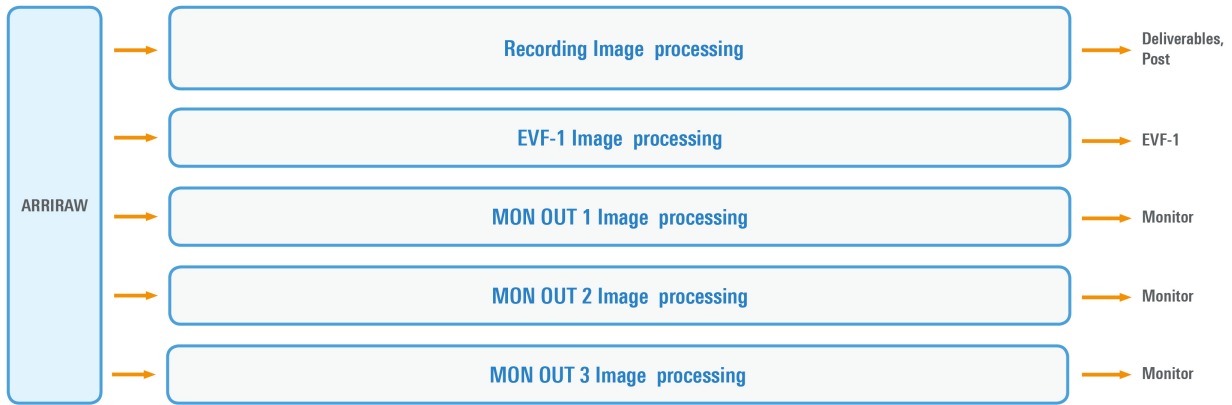 ARRIRAW
Recording Image processing
Deliverables,
Post
EVF-1 Image processing
EVF-1
MON OUT 1 Image processing
Monitor
MON OUT 2 Image processing
Monitor
MON OUT 3 Image processing
Monitor